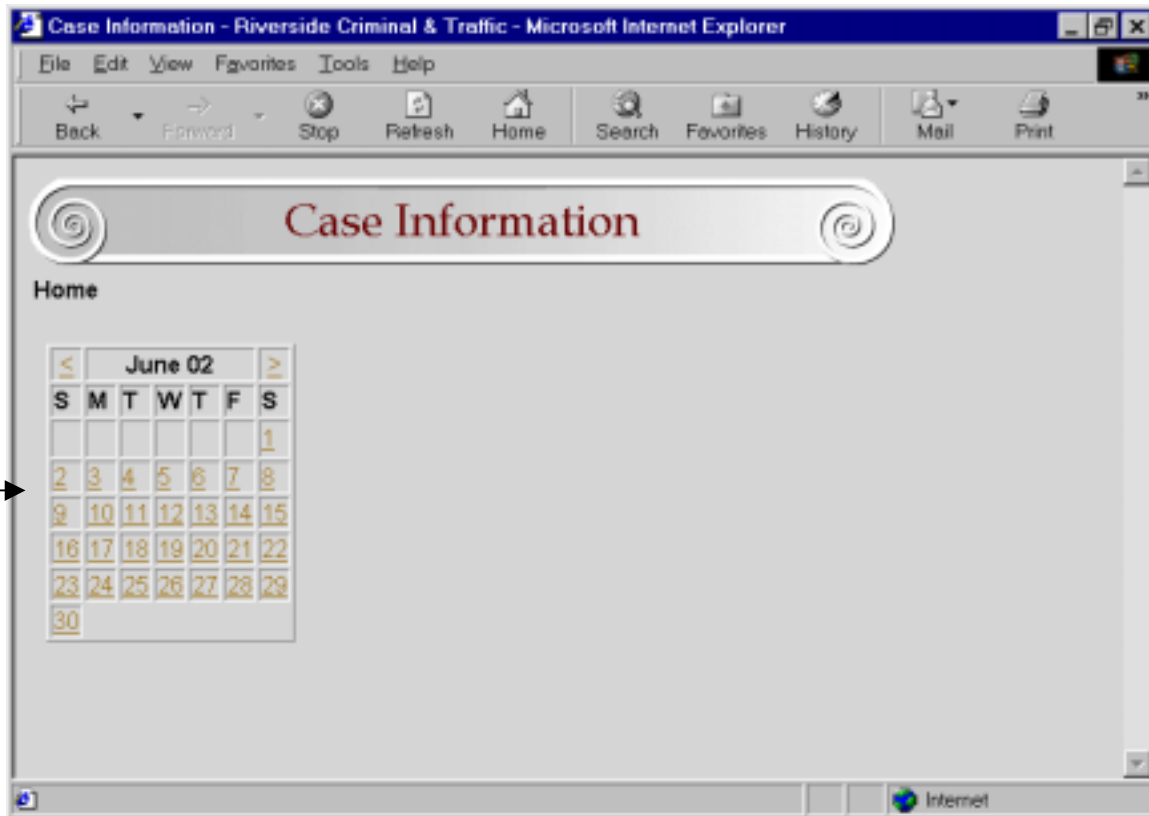 Case Information - Riverside Criminal & Traffic - Microsoft Internet Explorer
File Edit View Favorites Tools Help
Back Forward Stop Refresh Home Search Favorites History Mail Print
Case Information
Home
< June 02 >
S M T W T F S
1
2 3 4 5 6 7 8
9 10 11 12 13 14 15
16 17 18 19 20 21 22
23 24 25 26 27 28 29
30
Internet